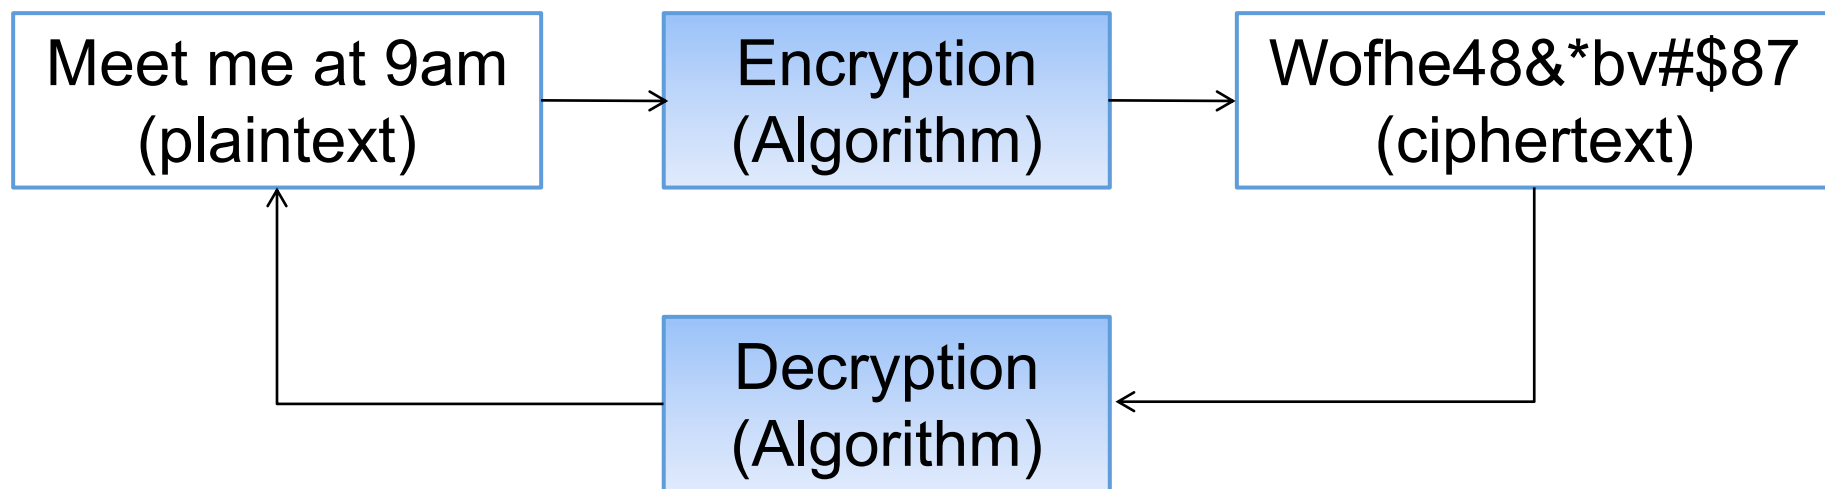 Meet me at 9am
(plaintext)
Encryption
(Algorithm)
Wofhe48&*bv#$87
(ciphertext)
Decryption
(Algorithm)